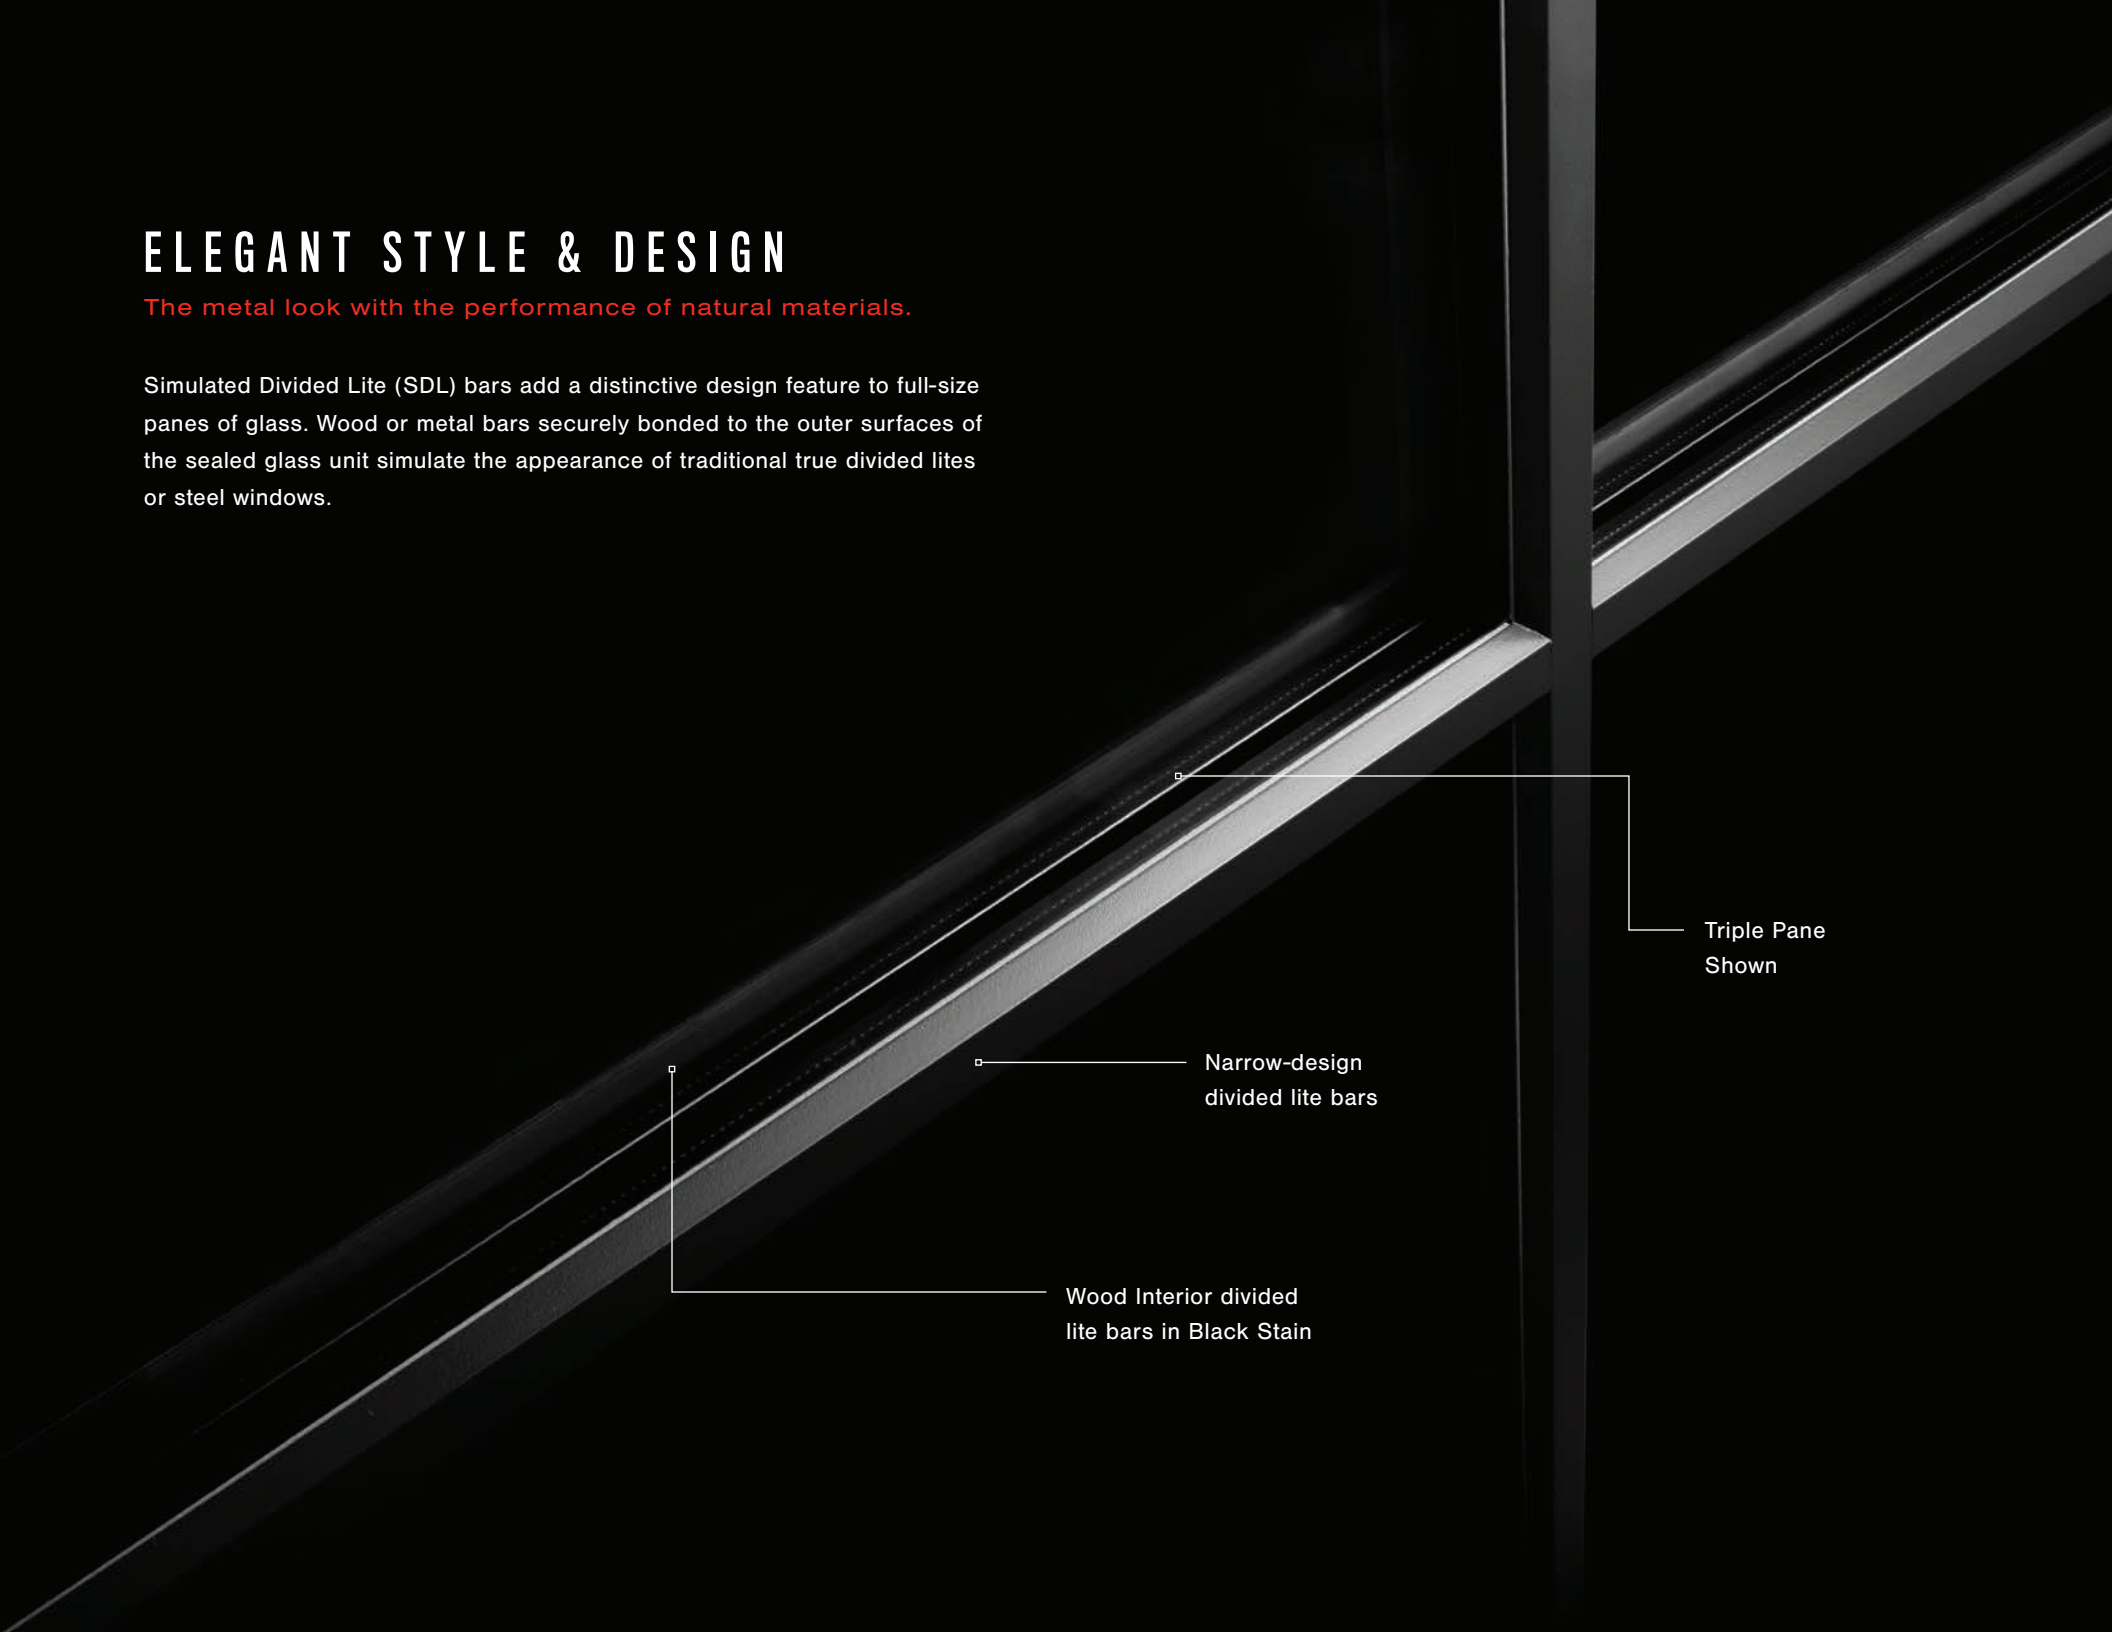 ELEGANT STYLE & DESIGN
The metal look with the performance of natural materials.
Simulated Divided Lite (SDL) bars add a distinctive design feature to full-size
panes of glass. Wood or metal bars securely bonded to the outer surfaces of
the sealed glass unit simulate the appearance of traditional true divided lites
or steel windows.
Triple Pane
Shown
Narrow-design
divided lite bars
Wood Interior divided
lite bars in Black Stain